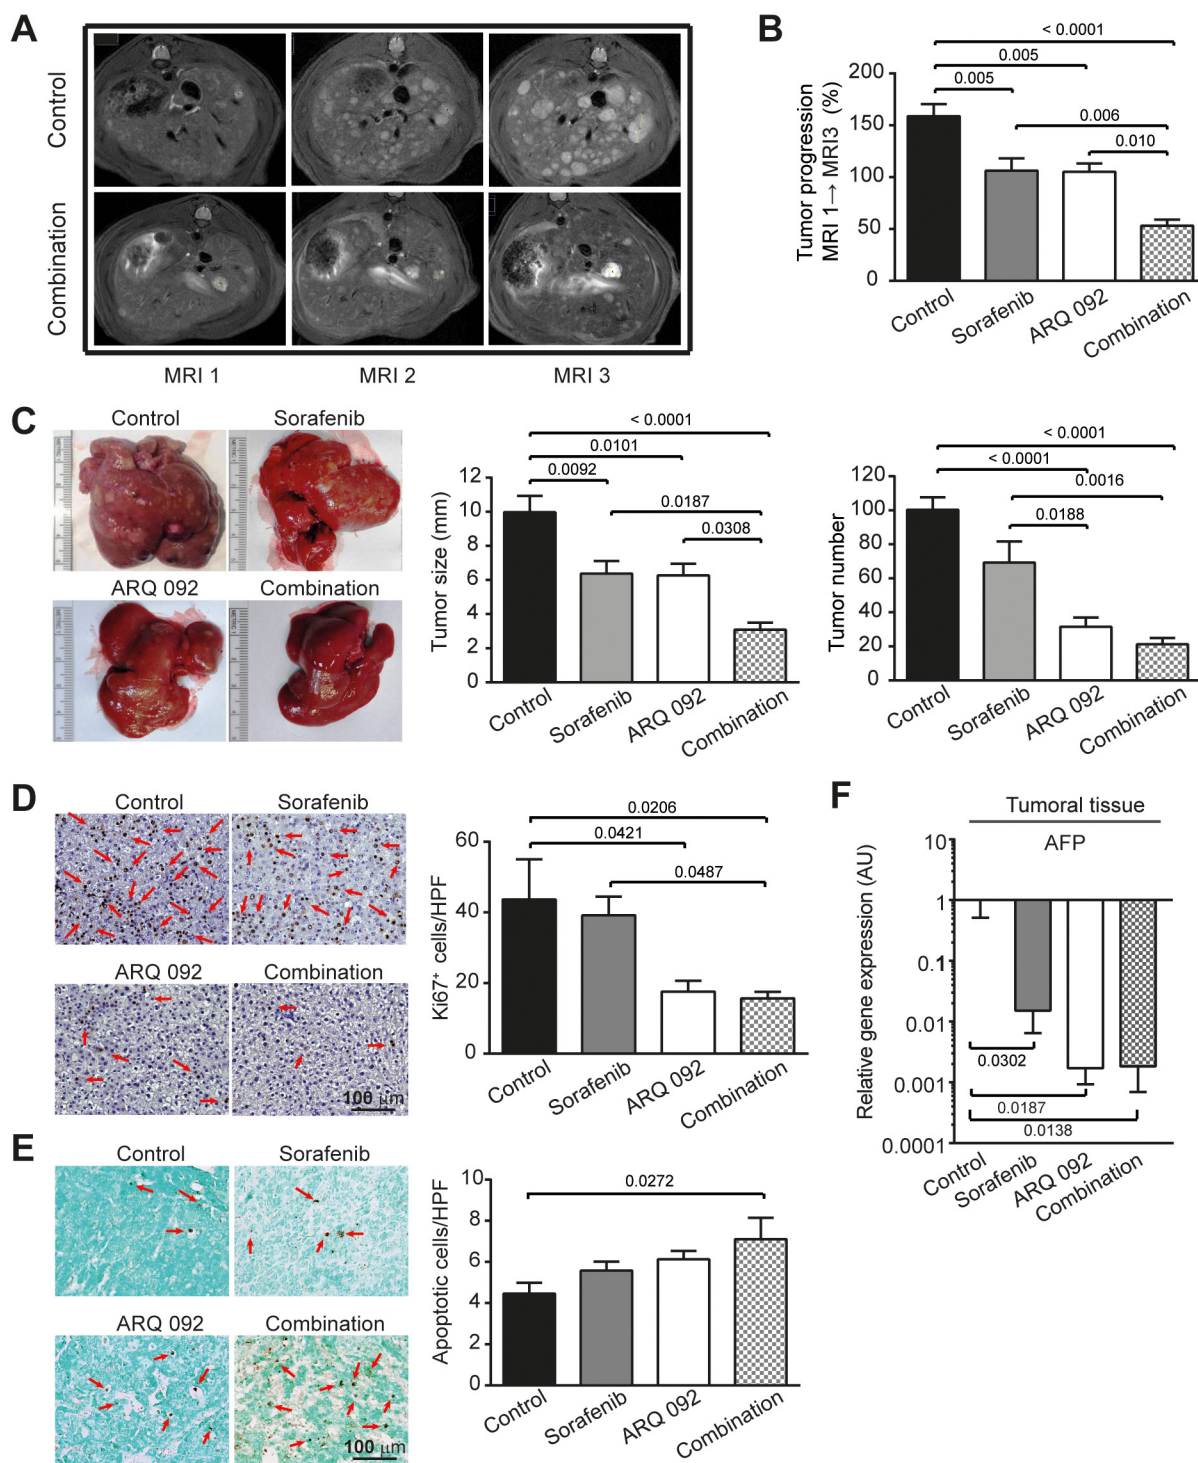 A
Control
Combination
MRI 1
MRI 2
MRI 3
B
Tumor progression
MRI 1→ MRI3 (%)
200
150
100
50
0
< 0.0001
0.005
0.005
0.006
0.010
Control
Sorafenib
ARQ 092
Combination
C
Control
Sorafenib
ARQ 092
Combination
Tumor size (mm)
12
10
8
6
4
2
0
< 0.0001
0.0101
0.0092
0.0187
0.0308
Control
Sorafenib
ARQ 092
Combination
Tumor number
120
100
80
60
40
20
0
< 0.0001
< 0.0001
0.0016
0.0188
Control
Sorafenib
ARQ 092
Combination
D
Control
Sorafenib
ARQ 092
Combination
100 μm
Ki67⁺ cells/HPF
60
40
20
0
0.0206
0.0421
0.0487
Control
Sorafenib
ARQ 092
Combination
F
Tumoral tissue
AFP
Relative gene expression (AU)
10
1
0.1
0.01
0.001
0.0001
0.0302
0.0187
0.0138
Control
Sorafenib
ARQ 092
Combination
E
Control
Sorafenib
ARQ 092
Combination
100 μm
Apoptotic cells/HPF
10
8
6
4
2
0
0.0272
Control
Sorafenib
ARQ 092
Combination